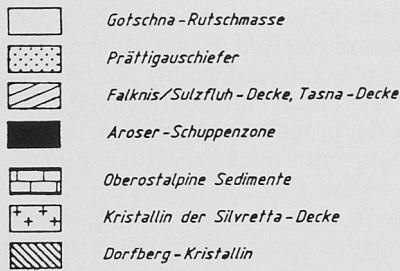 Gotschna-Rutschmasse
Prättigauschiefer
Falknis/Sulzfluh-Decke, Tasna-Decke
Aroser-Schuppenzone
Oberostalpine Sedimente
Kristallin der Silvretta-Decke
Dorfberg-Kristallin